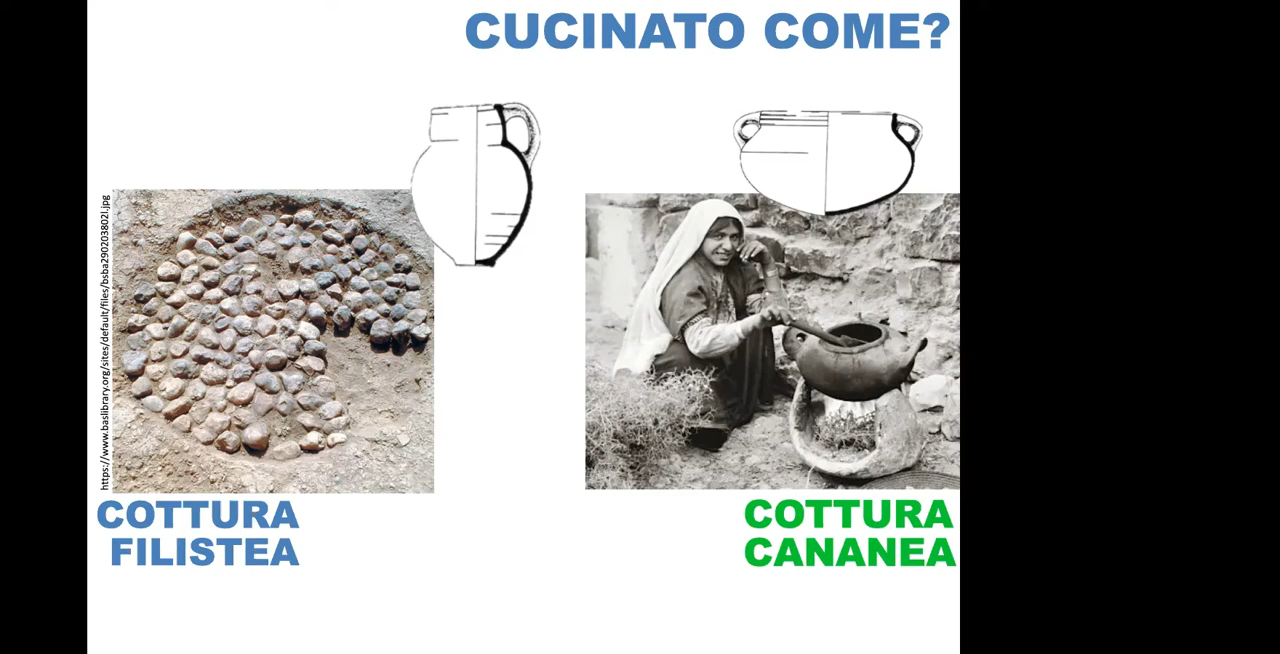 CUCINATO COME?
https://www.baslibrary.org/sites/default/files/bsba290203802l.jpg
COTTURA
FILISTEA
COTTURA
CANANEA